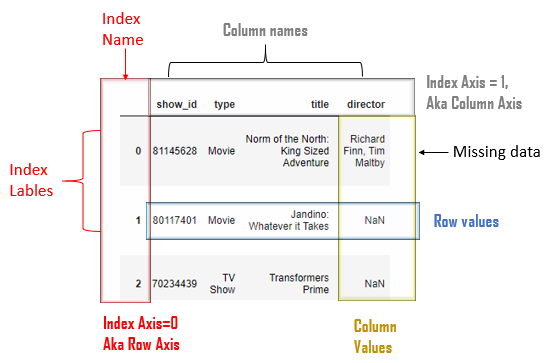 Index
Name
Column names
Index Axis = 1,
Aka Column Axis
show_id type title director
0 81145628 Movie Norm of the North:
King Sized
Adventure Richard
Finn, Tim
Maltby
Missing data
Index
Lables
1 80117401 Movie Jandino:
Whatever it Takes NaN
Row values
2 70234439 TV
Show Transformers
Prime NaN
Index Axis=0
Aka Row Axis
Column
Values